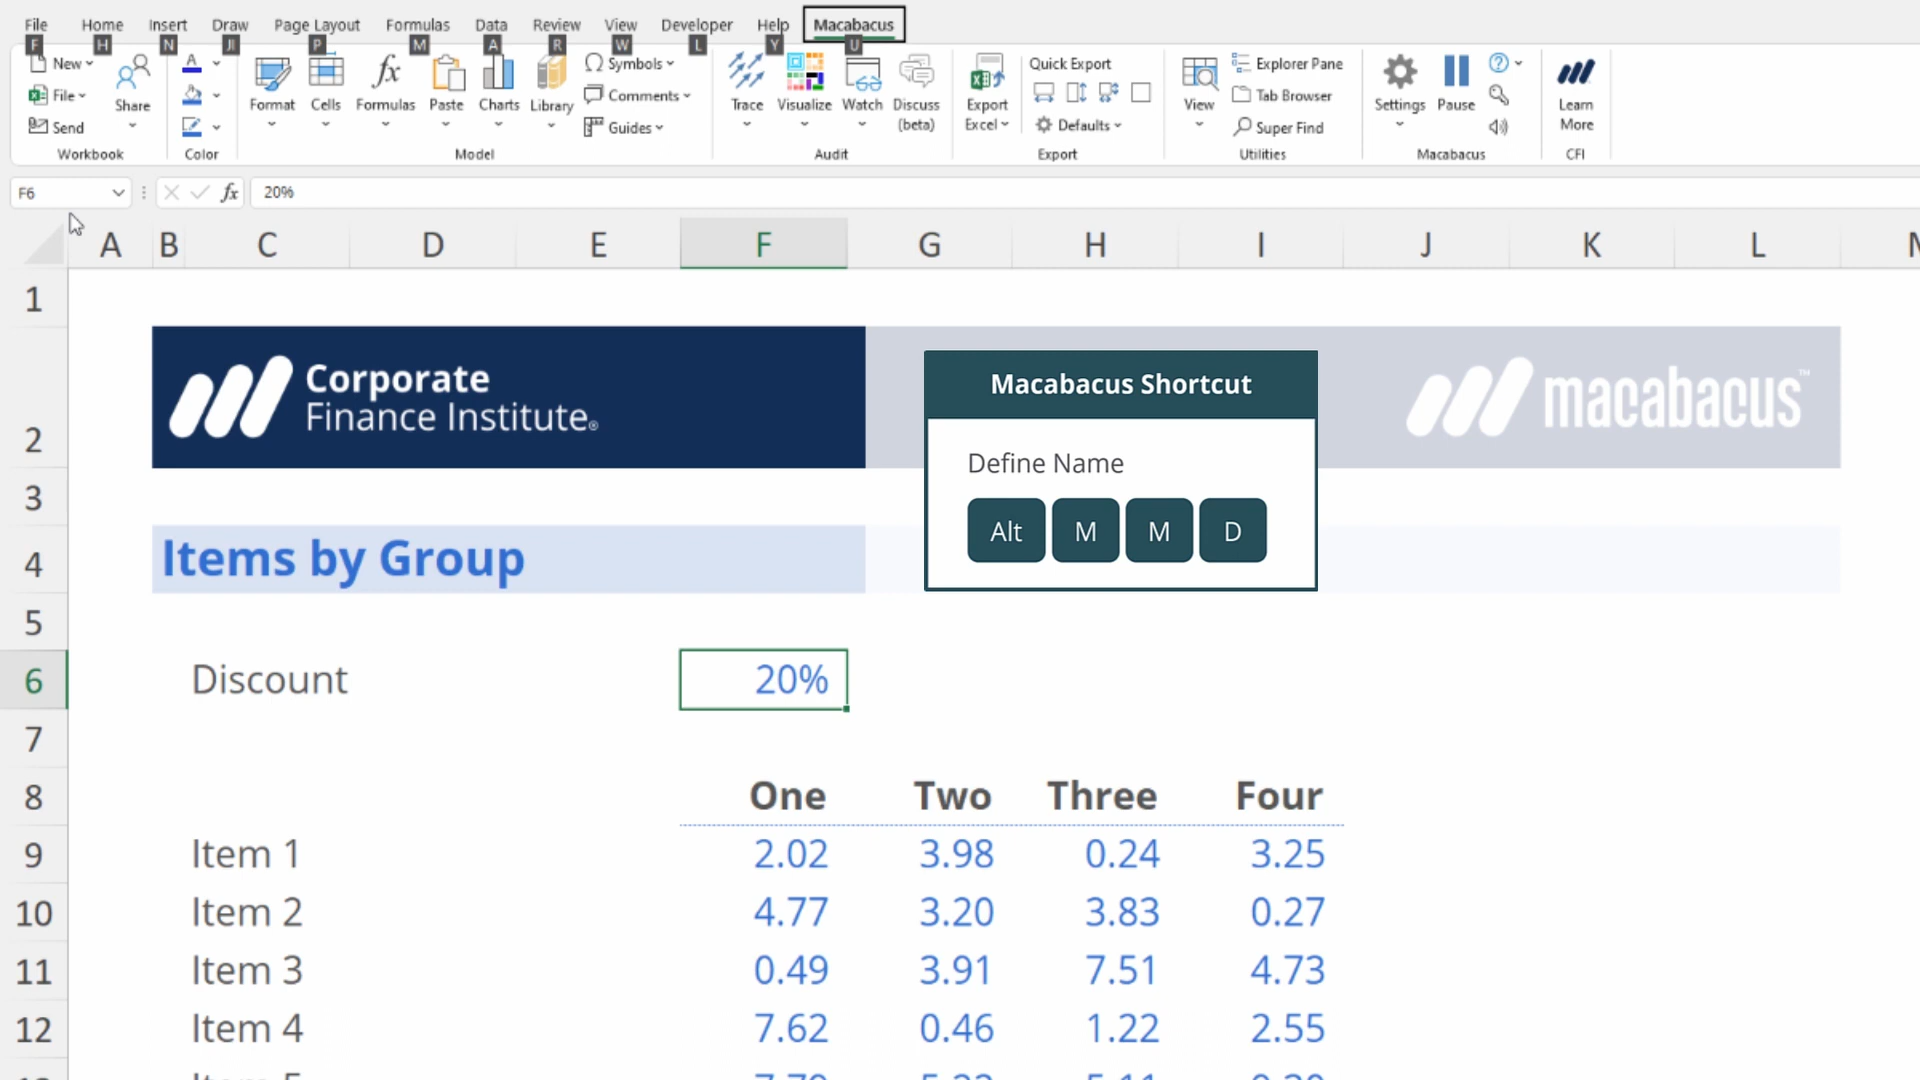 File Home Insert Draw Page Layout Formulas Data Review View Developer Help Macabacus
F H N JI P M A R W L Y U
New Symbols Quick Export Explorer Pane
File Share Format Cells Formulas Paste Charts Library Comments Trace Visualize Watch Discuss (beta) Export Excel View Tab Browser Settings Pause Learn More
Send Guides Defaults Super Find
Workbook Color Model Audit Export Utilities Macabacus CFI
F6 fx 20%
A B C D E F G H I J K L
1
Corporate
Finance Institute®
Macabacus Shortcut
macabacus™
2
Define Name
3
Alt M M D
4 Items by Group
5
6 Discount 20%
7
8 One Two Three Four
9 Item 1 2.02 3.98 0.24 3.25
10 Item 2 4.77 3.20 3.83 0.27
11 Item 3 0.49 3.91 7.51 4.73
12 Item 4 7.62 0.46 1.22 2.55